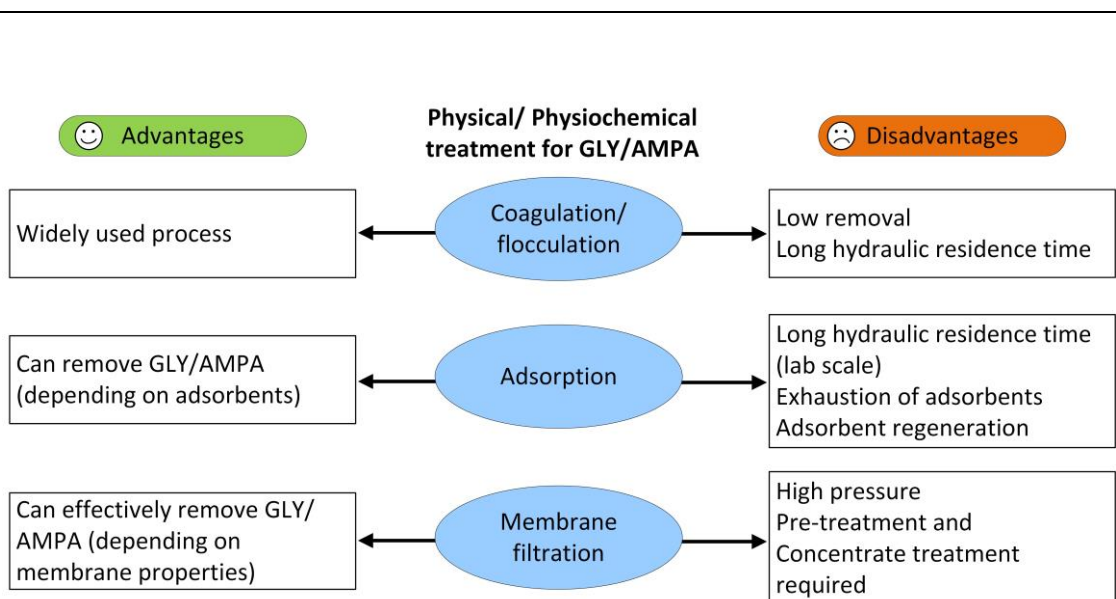 Advantages
Physical/ Physiochemical
treatment for GLY/AMPA
Disadvantages
Widely used process
Coagulation/
flocculation
Low removal
Long hydraulic residence time
Can remove GLY/AMPA
(depending on adsorbents)
Adsorption
Long hydraulic residence time
(lab scale)
Exhaustion of adsorbents
Adsorbent regeneration
Can effectively remove GLY/
AMPA (depending on
membrane properties)
Membrane
filtration
High pressure
Pre-treatment and
Concentrate treatment
required